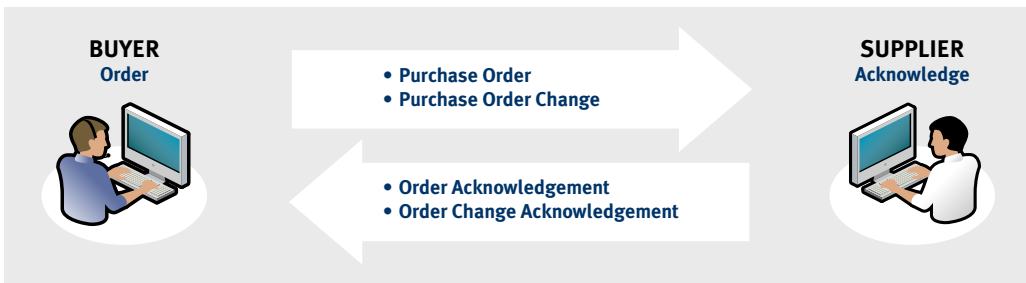 BUYER
Order
• Purchase Order
• Purchase Order Change
SUPPLIER
Acknowledge
• Order Acknowledgement
• Order Change Acknowledgement